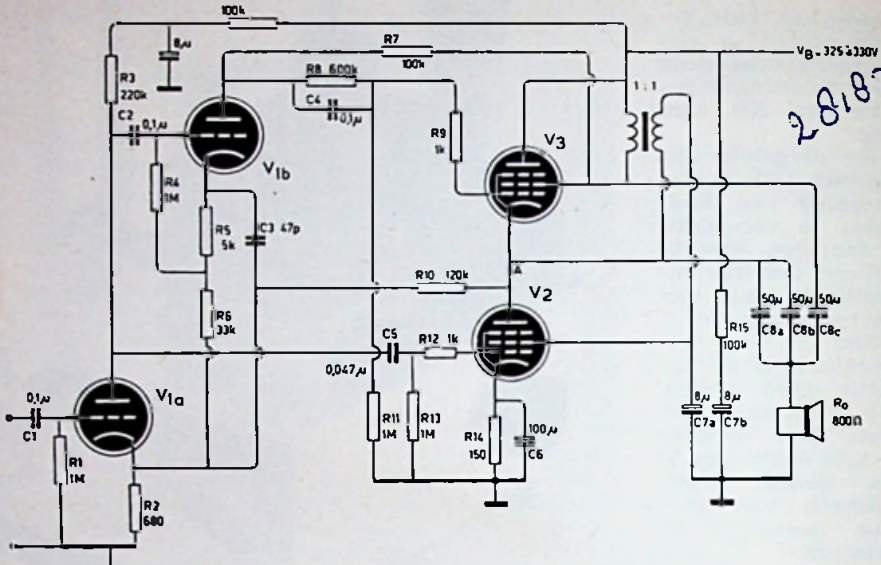 100k
8µ
R3
220k
C2
0,1µ
R4
1M
V1b
R8 600k
C4
0,1µ
R7
100k
R9
1k
V3
1:1
VB=325à330V
R5
5k
C3 47p
R6
33k
R10 120k
A
V2
C5
0,047µ
R12 1k
V1a
0,1µ
C1
R1
1M
R2
680
R11
1M
R13
1M
R14
150
100µ
C6
50µ
C8a
50µ
C8b
50µ
C8c
R15
100k
8µ
C7a
8µ
C7b
Ro
800Ω